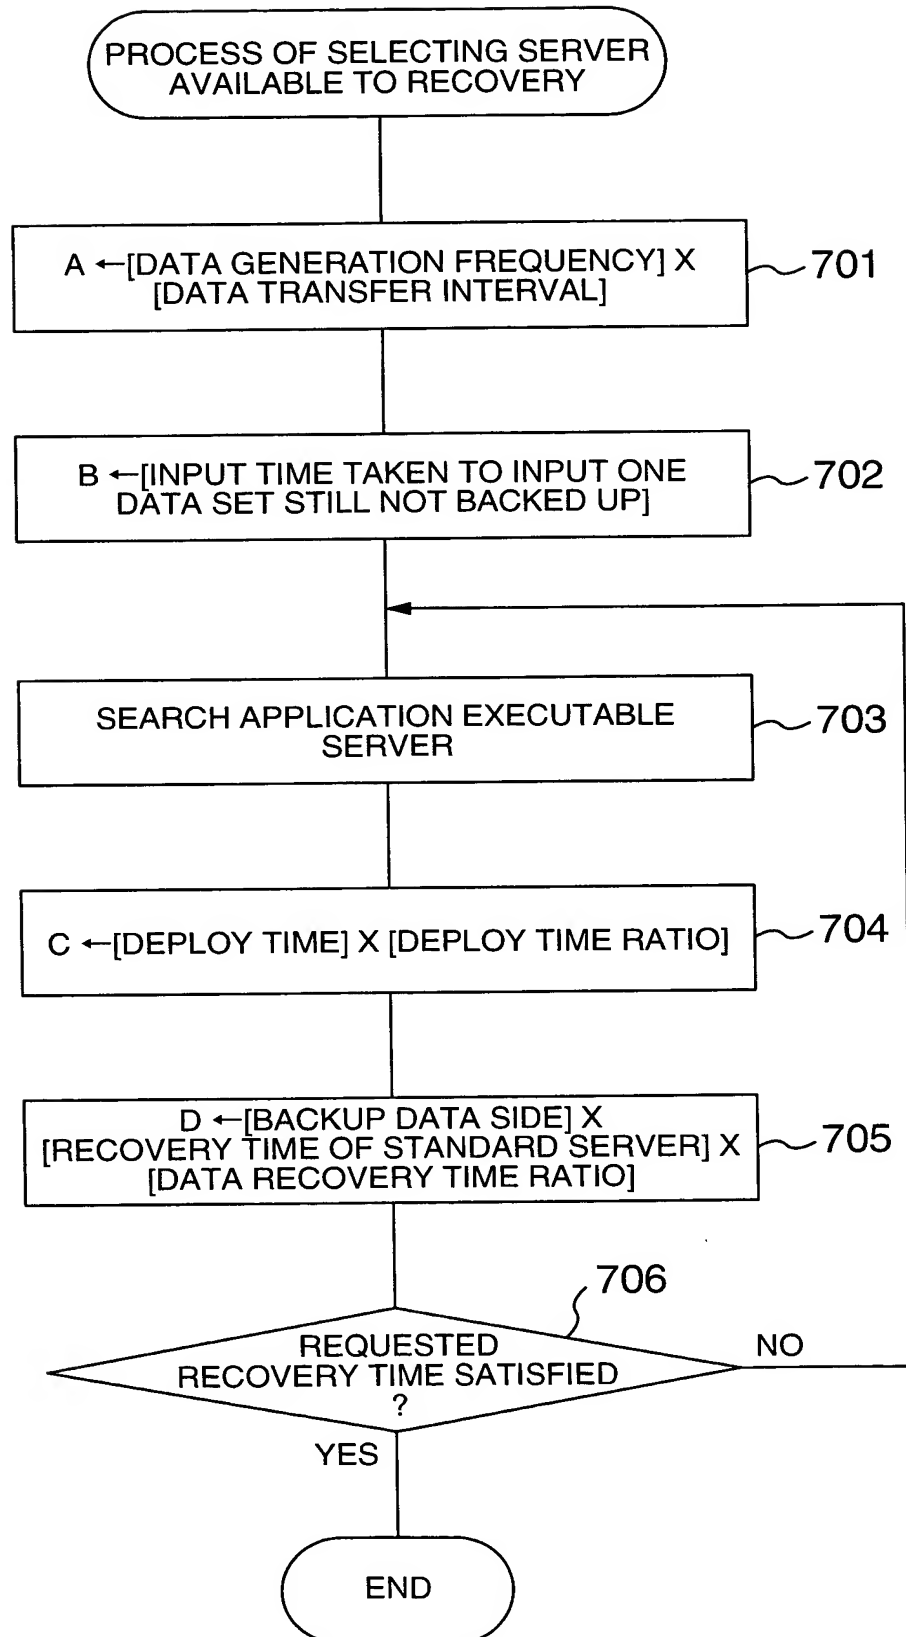 PROCESS OF SELECTING SERVER
AVAILABLE TO RECOVERY
A ←[DATA GENERATION FREQUENCY] X
[DATA TRANSFER INTERVAL]
701
B ←[INPUT TIME TAKEN TO INPUT ONE
DATA SET STILL NOT BACKED UP]
702
SEARCH APPLICATION EXECUTABLE
SERVER
703
C ←[DEPLOY TIME] X [DEPLOY TIME RATIO]
704
D ←[BACKUP DATA SIDE] X
[RECOVERY TIME OF STANDARD SERVER] X
[DATA RECOVERY TIME RATIO]
705
706
REQUESTED
RECOVERY TIME SATISFIED
?
NO
YES
END